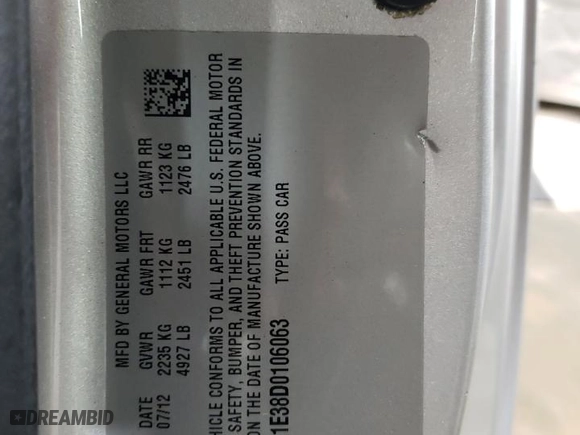 MFD BY GENERAL MOTORS LLC
DATE GVWR GAWR FRT GAWR RR
07/12 2235 KG 1112 KG 1123 KG
4927 LB 2451 LB 2476 LB
HICLE CONFORMS TO ALL APPLICABLE U.S. FEDERAL MOTOR
SAFETY, BUMPER, AND THEFT PREVENTION STANDARDS IN
ON THE DATE OF MANUFACTURE SHOWN ABOVE.
1E38D0106063 TYPE: PASS CAR
DREAMBID